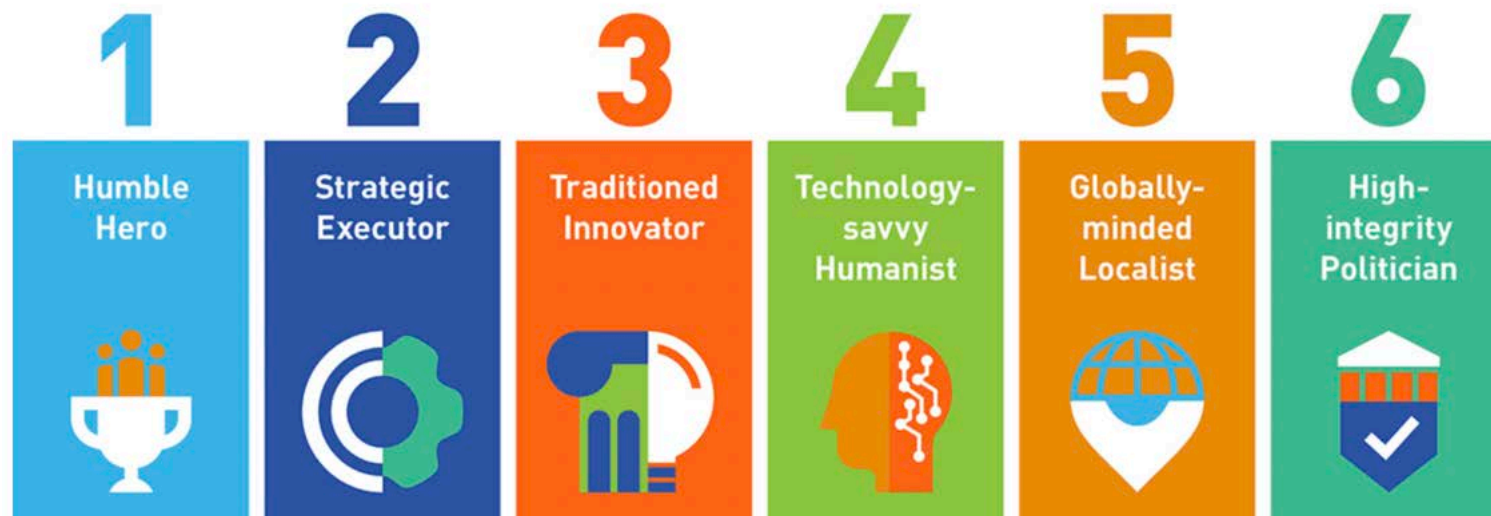 1
Humble
Hero
2
Strategic
Executor
3
Traditioned
Innovator
4
Technology-
savvy
Humanist
5
Globally-
minded
Localist
6
High-
integrity
Politician